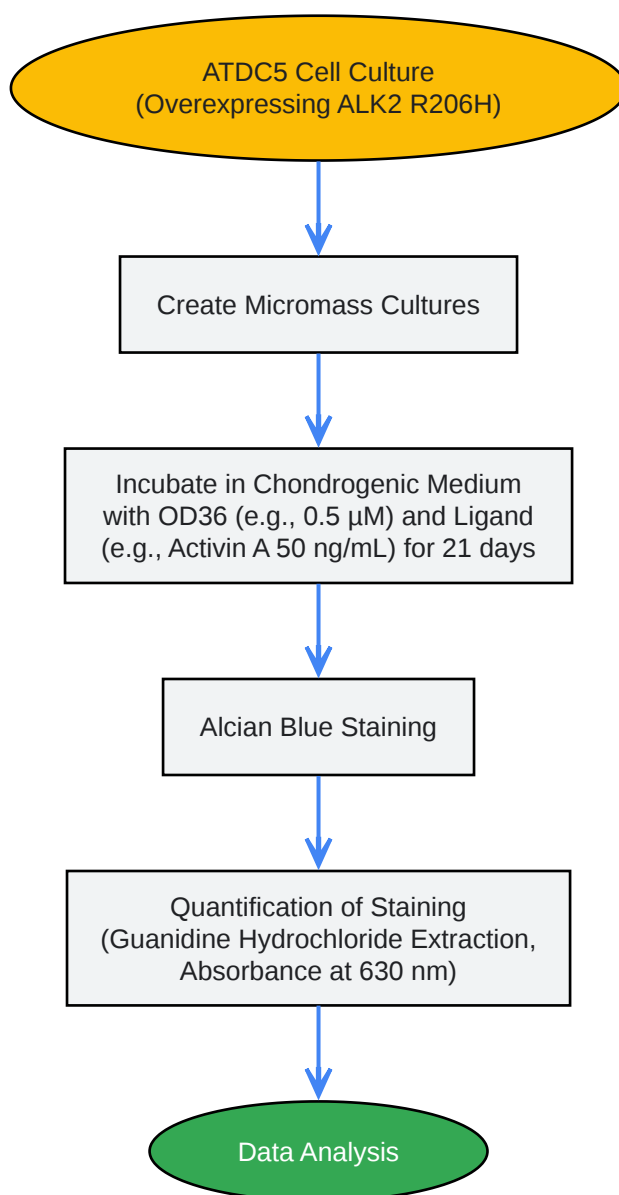 ATDC5 Cell Culture
(Overexpressing ALK2 R206H)
Create Micromass Cultures
Incubate in Chondrogenic Medium
with OD36 (e.g., 0.5 µM) and Ligand
(e.g., Activin A 50 ng/mL) for 21 days
Alcian Blue Staining
Quantification of Staining
(Guanidine Hydrochloride Extraction,
Absorbance at 630 nm)
Data Analysis